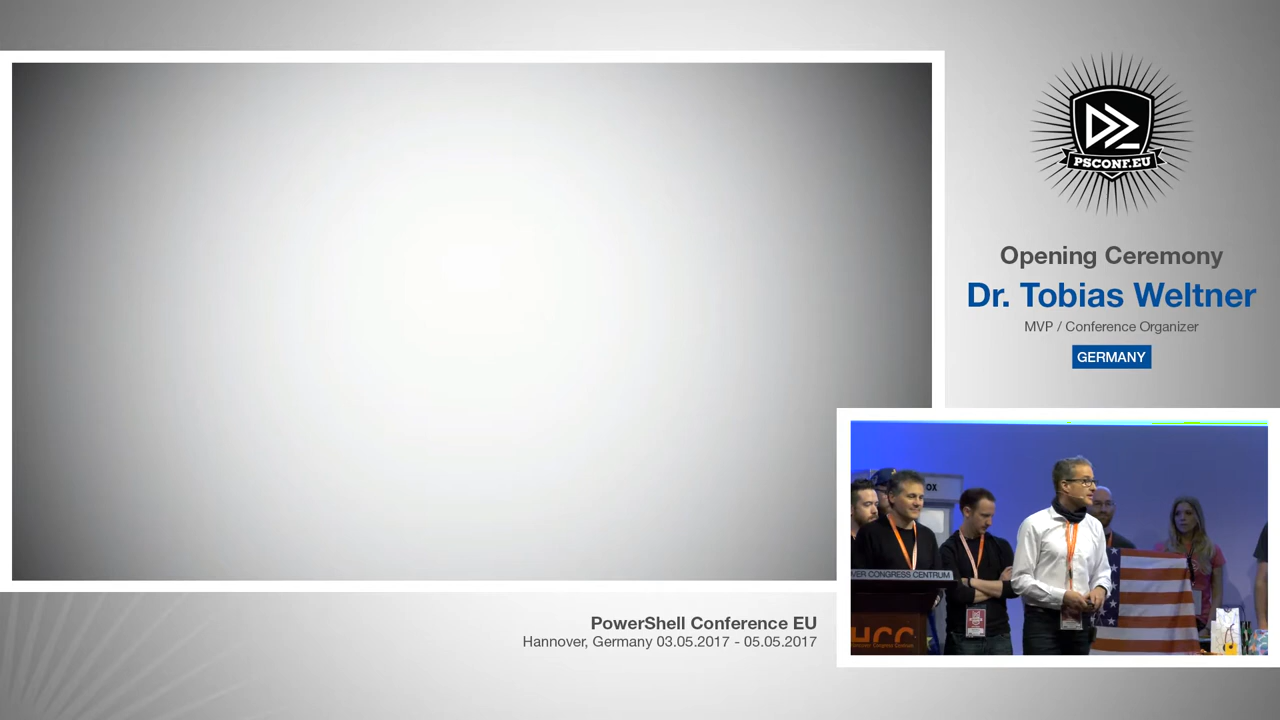 PSCONF.EU
Opening Ceremony
Dr. Tobias Weltner
MVP / Conference Organizer
GERMANY
OX
VER CONGRESS CENTRUM
HCC
PowerShell Conference EU
Hannover, Germany 03.05.2017 - 05.05.2017